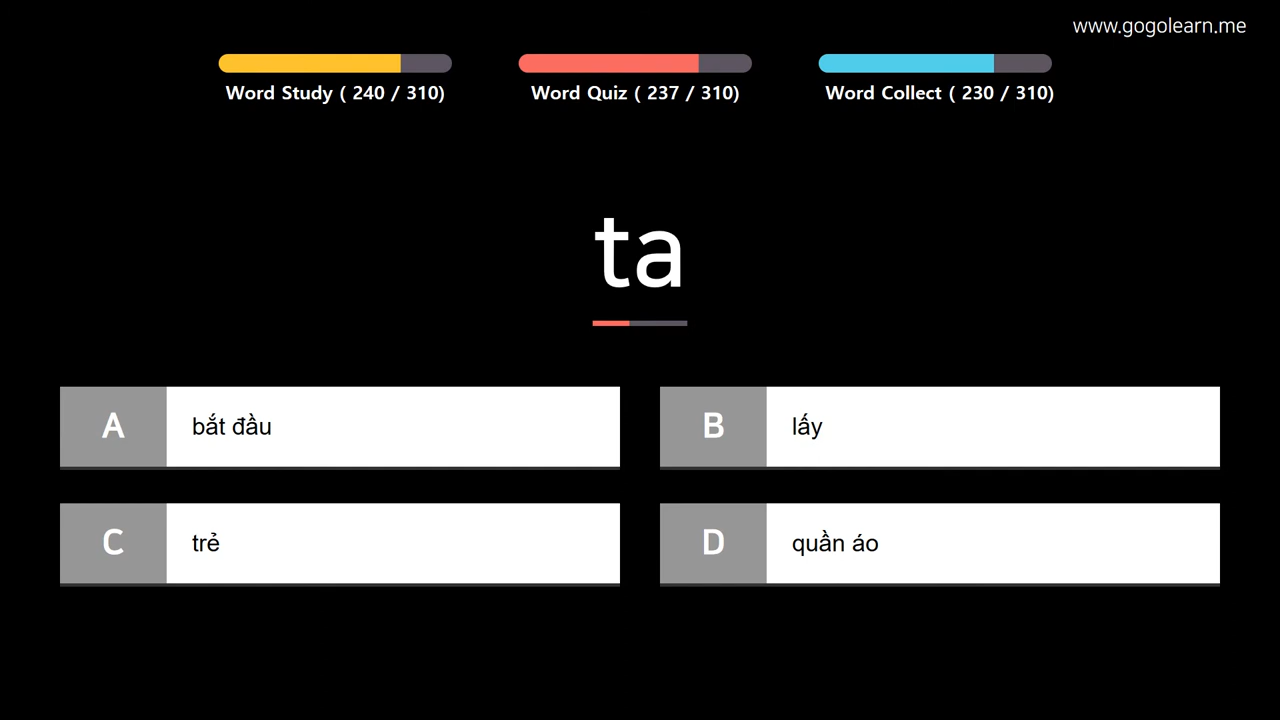 www.gogolearn.me
Word Study ( 240 / 310)
Word Quiz ( 237 / 310)
Word Collect ( 230 / 310)
ta
A
bắt đầu
B
lấy
C
trẻ
D
quần áo